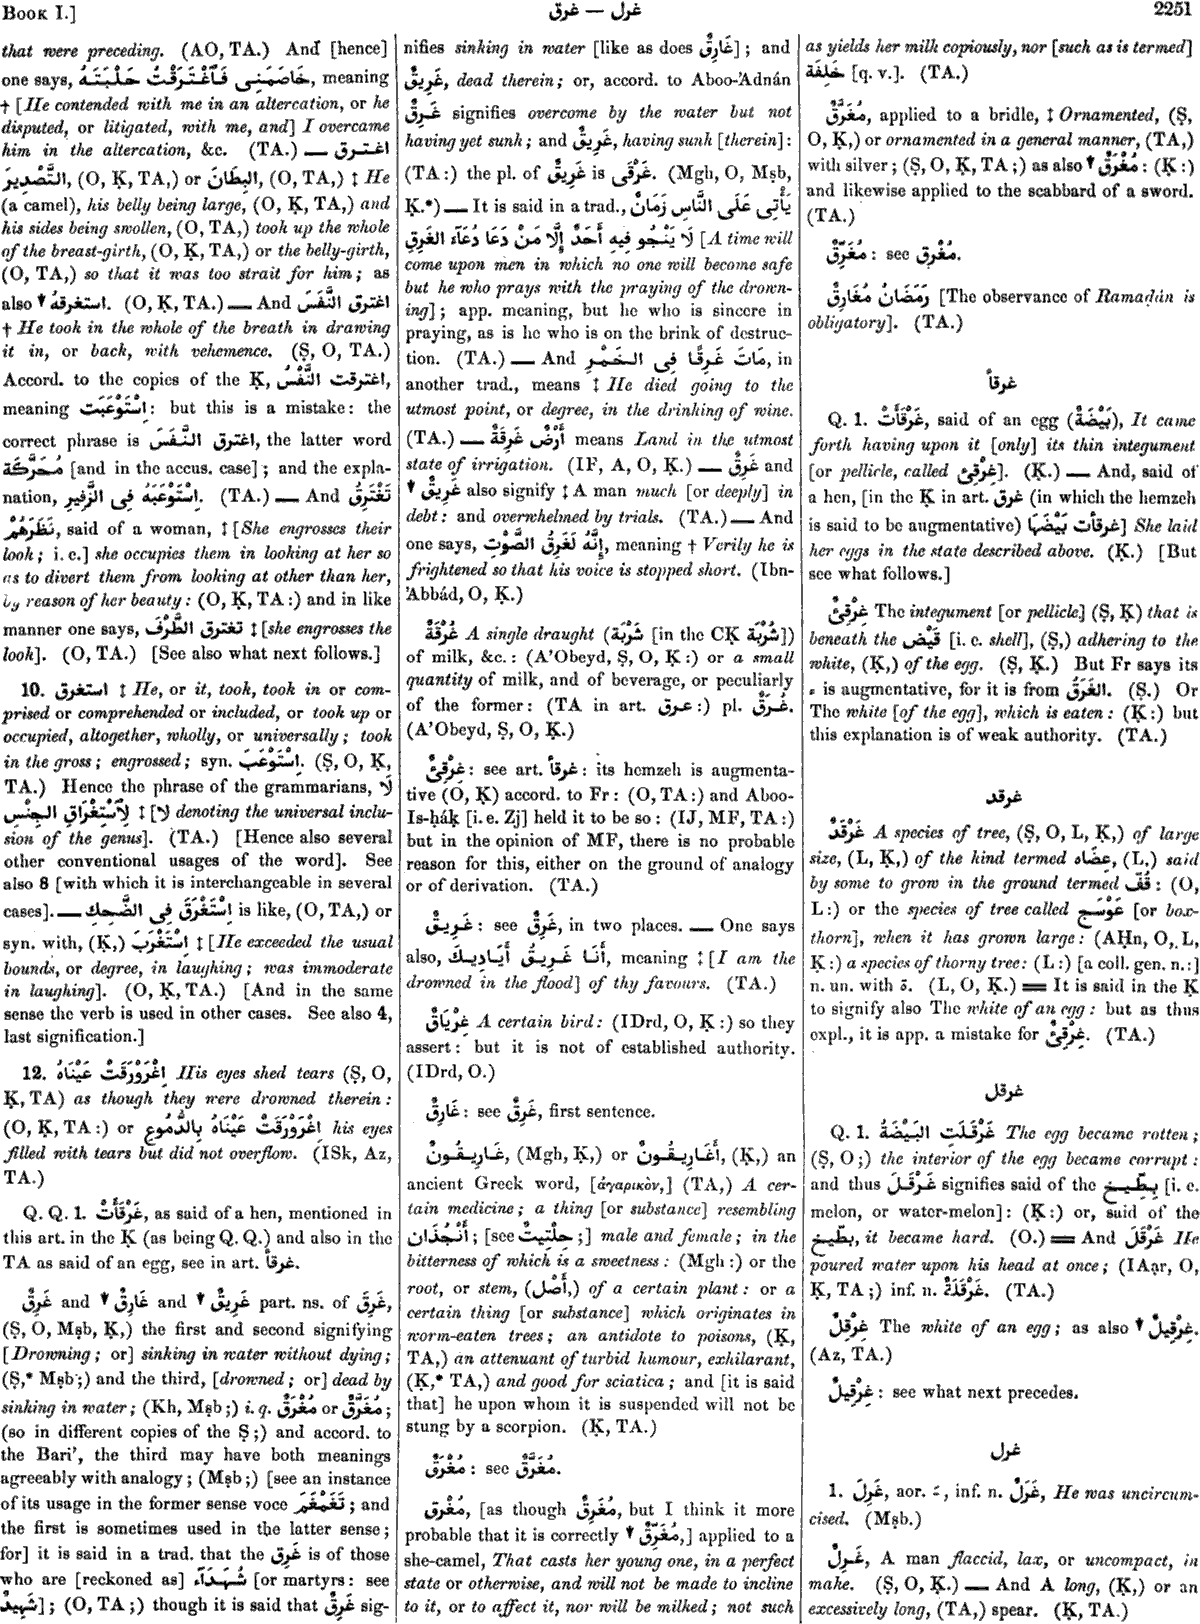 BOOK I.]
غرق — غرل
2251
that were preceding. (AO, TA.) And [hence]
one says, خَاصَمَنِى فَٱغْتَرَقْتُ حَلْبَتَهُ, meaning
† [He contended with me in an altercation, or he
disputed, or litigated, with me, and] I overcame
him in the altercation, &c. (TA.) — اغترق
التَّصْدِيرَ, (O, Ḳ, TA,) or البِطَانَ, (O, TA,) ‡ He
(a camel), his belly being large, (O, Ḳ, TA,) and
his sides being swollen, (O, TA,) took up the whole
of the breast-girth, (O, Ḳ, TA,) or the belly-girth,
(O, TA,) so that it was too strait for him; as
also ▾ استغرقهُ. (O, Ḳ, TA.) — And اغترق النَّفَسَ
† He took in the whole of the breath in drawing
it in, or back, with vehemence. (Ṣ, O, TA.)
Accord. to the copies of the Ḳ, اغترقت النَّفْسُ,
meaning اسْتَوْعَبَت: but this is a mistake: the
correct phrase is اغترق النَّفَسَ, the latter word
مُحَرَّكَة [and in the accus. case]; and the expla-
nation, اسْتَوْعَبَهُ فِى الزَّفِيرِ. (TA.) — And تَغْتَرِقُ
نَظَرَهُمْ, said of a woman, ‡ [She engrosses their
look; i. e.] she occupies them in looking at her so
as to divert them from looking at other than her,
by reason of her beauty: (O, Ḳ, TA:) and in like
manner one says, تغترق الطَّرْفَ ‡ [she engrosses the
look]. (O, TA.) [See also what next follows.]
10. استغرق ‡ He, or it, took, took in or com-
prised or comprehended or included, or took up or
occupied, altogether, wholly, or universally; took
in the gross; engrossed; syn. اِسْتَوْعَبَ. (Ṣ, O, Ḳ,
TA.) Hence the phrase of the grammarians, لَا
لِٱسْتِغْرَاقِ الجِنْسِ ‡ [لا denoting the universal inclu-
sion of the genus]. (TA.) [Hence also several
other conventional usages of the word]. See
also 8 [with which it is interchangeable in several
cases]. — اِسْتَغْرَقَ فِى الضَّحِكِ is like, (O, TA,) or
syn. with, (Ḳ,) اِسْتَغْرَبَ ‡ [He exceeded the usual
bounds, or degree, in laughing; was immoderate
in laughing]. (O, Ḳ, TA.) [And in the same
sense the verb is used in other cases. See also 4,
last signification.]
12. اِغْرَوْرَقَتْ عَيْنَاهُ His eyes shed tears (Ṣ, O,
Ḳ, TA) as though they were drowned therein:
(O, Ḳ, TA:) or اِغْرَوْرَقَتْ عَيْنَاهُ بِالدُّمُوعِ his eyes
filled with tears but did not overflow. (ISk, Az,
TA.)
Q. Q. 1. غَرْقَأَتْ, as said of a hen, mentioned in
this art. in the Ḳ (as being Q. Q.) and also in the
TA as said of an egg, see in art. غرقأ.
غَرِقٌ and ▾ غَارِقٌ and ▾ غَرِيقٌ part. ns. of غَرِقَ,
(Ṣ, O, Mṣb, Ḳ,) the first and second signifying
[Drowning; or] sinking in water without dying;
(Ṣ,* Mṣb;) and the third, [drowned; or] dead by
sinking in water; (Kh, Mṣb;) i. q. مُغْرَقٌ or مُغَرَّقٌ;
(so in different copies of the Ṣ;) and accord. to
the Bari', the third may have both meanings
agreeably with analogy; (Mṣb;) [see an instance
of its usage in the former sense voce تَغَمْغَمَ; and
the first is sometimes used in the latter sense;
for] it is said in a trad. that the غَرِق is of those
who are [reckoned as] شُهَدَآء [or martyrs: see
شَهِيدٌ]; (O, TA;) though it is said that غَرِقٌ sig-
nifies sinking in water [like as does غَارِقٌ]; and
غَرِيقٌ, dead therein; or, accord. to Aboo-'Adnán
غَرِقٌ signifies overcome by the water but not
having yet sunk; and غَرِيقٌ, having sunk [therein]:
(TA:) the pl. of غَرِيقٌ is غَرْقَى. (Mgh, O, Mṣb,
Ḳ.*) — It is said in a trad., يَأْتِى عَلَى النَّاسِ زَمَانٌ
لَا يَنْجُو فِيهِ أَحَدٌ إِلَّا مَنْ دَعَا دُعَآءَ الغَرِقِ [A time will
come upon men in which no one will become safe
but he who prays with the praying of the drown-
ing]; app. meaning, but he who is sincere in
praying, as is he who is on the brink of destruc-
tion. (TA.) — And مَاتَ غَرِقًا فِى الخَمْرِ, in
another trad., means ‡ He died going to the
utmost point, or degree, in the drinking of wine.
(TA.) — أَرْضٌ غَرِقَةٌ means Land in the utmost
state of irrigation. (IF, A, O, Ḳ.) — غَرِقٌ and
▾ غَرِيقٌ also signify ‡ A man much [or deeply] in
debt: and overwhelmed by trials. (TA.) — And
one says, إِنَّهُ لَغَرِقُ الصَّوْتِ, meaning † Verily he is
frightened so that his voice is stopped short. (Ibn-
'Abbád, O, Ḳ.)
غُرْقَةٌ A single draught (شَرْبَة [in the CḲ شُرْبَة])
of milk, &c.: (A'Obeyd, Ṣ, O, Ḳ:) or a small
quantity of milk, and of beverage, or peculiarly
of the former: (TA in art. عرق:) pl. غُرَقٌ.
(A'Obeyd, Ṣ, O, Ḳ.)
غِرْقِئٌ: see art. غرقأ: its hemzeh is augmenta-
tive (O, Ḳ) accord. to Fr: (O, TA:) and Aboo-
Is-ḥáḳ [i. e. Zj] held it to be so: (IJ, MF, TA:)
but in the opinion of MF, there is no probable
reason for this, either on the ground of analogy
or of derivation. (TA.)
غَرِيقٌ: see غَرِقٌ, in two places. — One says
also, أَنَا غَرِيقُ أَيَادِيكَ, meaning ‡ [I am the
drowned in the flood] of thy favours. (TA.)
غِرْيَاقٌ A certain bird: (IDrd, O, Ḳ:) so they
assert: but it is not of established authority.
(IDrd, O.)
غَارِقٌ: see غَرِقٌ, first sentence.
غَارِيقُونٌ, (Mgh, Ḳ,) or أَغَارِيقُونٌ, (Ḳ,) an
ancient Greek word, [ἀγαρικὸν,] (TA,) A cer-
tain medicine; a thing [or substance] resembling
أَنْجُدَان; [see حِلْتِيتٌ;] male and female; in the
bitterness of which is a sweetness: (Mgh:) or the
root, or stem, (أَصْل,) of a certain plant: or a
certain thing [or substance] which originates in
worm-eaten trees; an antidote to poisons, (Ḳ,
TA,) an attenuant of turbid humour, exhilarant,
(Ḳ,* TA,) and good for sciatica; and [it is said
that] he upon whom it is suspended will not be
stung by a scorpion. (Ḳ, TA.)
مُغْرَقٌ: see مُغَرَّقٌ.
مُغْرِق, [as though مُغْرِقٌ, but I think it more
probable that it is correctly ▾ مُغَرِّقٌ,] applied to a
she-camel, That casts her young one, in a perfect
state or otherwise, and will not be made to incline
to it, or to affect it, nor will be milked; not such
as yields her milk copiously, nor [such as is termed]
خَلِفَة [q. v.]. (TA.)
مُغَرَّقٌ, applied to a bridle, ‡ Ornamented, (Ṣ,
O, Ḳ,) or ornamented in a general manner, (TA,)
with silver; (Ṣ, O, Ḳ, TA;) as also ▾ مُغْرَقٌ: (Ḳ:)
and likewise applied to the scabbard of a sword.
(TA.)
مُغَرِّقٌ: see مُغْرِق.
رَمَضَانُ مُغَارِقٌ [The observance of Ramaḍán is
obligatory]. (TA.)
غرقأ
Q. 1. غَرْقَأَتْ, said of an egg (بَيْضَةٌ), It came
forth having upon it [only] its thin integument
[or pellicle, called غِرْقِئ]. (Ḳ.) — And, said of
a hen, [in the Ḳ in art. غرق (in which the hemzeh
is said to be augmentative) غرقأت بَيْضَهَا] She laid
her eggs in the state described above. (Ḳ.) [But
see what follows.]
غِرْقِئٌ The integument [or pellicle] (Ṣ, Ḳ) that is
beneath the قَيْض [i. e. shell], (Ṣ,) adhering to the
white, (Ḳ,) of the egg. (Ṣ, Ḳ.) But Fr says its
ء is augmentative, for it is from الغَرَقُ. (Ṣ.) Or
The white [of the egg], which is eaten: (Ḳ:) but
this explanation is of weak authority. (TA.)
غرقد
غَرْقَدٌ A species of tree, (Ṣ, O, L, Ḳ,) of large
size, (L, Ḳ,) of the kind termed عِضَاه, (L,) said
by some to grow in the ground termed قُفّ: (O,
L:) or the species of tree called عَوْسَج [or box-
thorn], when it has grown large: (AḤn, O, L,
Ḳ:) a species of thorny tree: (L:) [a coll. gen. n.:]
n. un. with ة. (L, O, Ḳ.) = It is said in the Ḳ
to signify also The white of an egg: but as thus
expl., it is app. a mistake for غِرْقِئٌ. (TA.)
غرقل
Q. 1. غَرْقَلَتِ البَيْضَةُ The egg became rotten;
(Ṣ, O;) the interior of the egg became corrupt:
and thus غَرْقَلَ signifies said of the بِطِّيخ [i. e.
melon, or water-melon]: (Ḳ:) or, said of the
بطّيخ, it became hard. (O.) = And غَرْقَلَ He
poured water upon his head at once; (IAạr, O,
Ḳ, TA;) inf. n. غَرْقَلَةٌ. (TA.)
غِرْقِلٌ The white of an egg; as also ▾ غِرْقِيلٌ.
(Az, TA.)
غِرْقِيلٌ: see what next precedes.
غرل
1. غَرِلَ, aor. ـَ, inf. n. غَرَلٌ, He was uncircum-
cised. (Mṣb.)
غَرِلٌ, A man flaccid, lax, or uncompact, in
make. (Ṣ, O, Ḳ.) — And A long, (Ḳ,) or an
excessively long, (TA,) spear. (Ḳ, TA.)